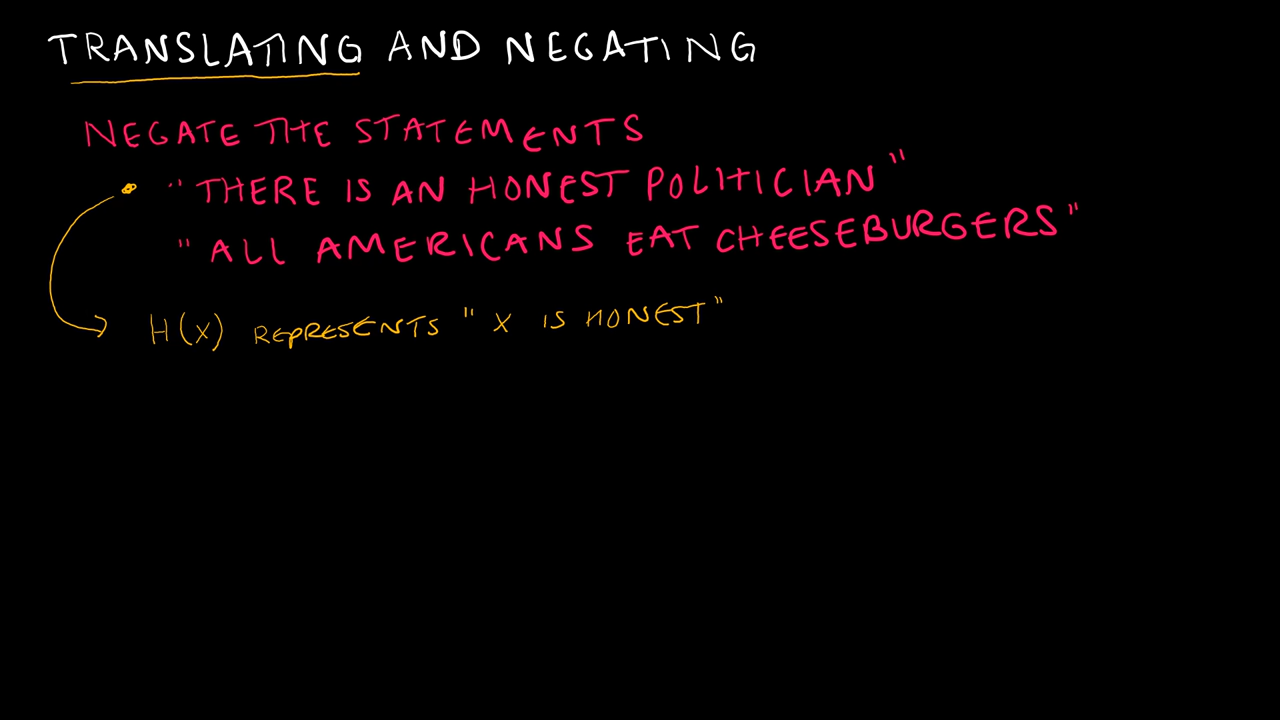 TRANSLATING AND NEGATING
NEGATE THE STATEMENTS
"THERE IS AN HONEST POLITICIAN"
"ALL AMERICANS EAT CHEESEBURGERS"
H(X) REPRESENTS "X IS HONEST"